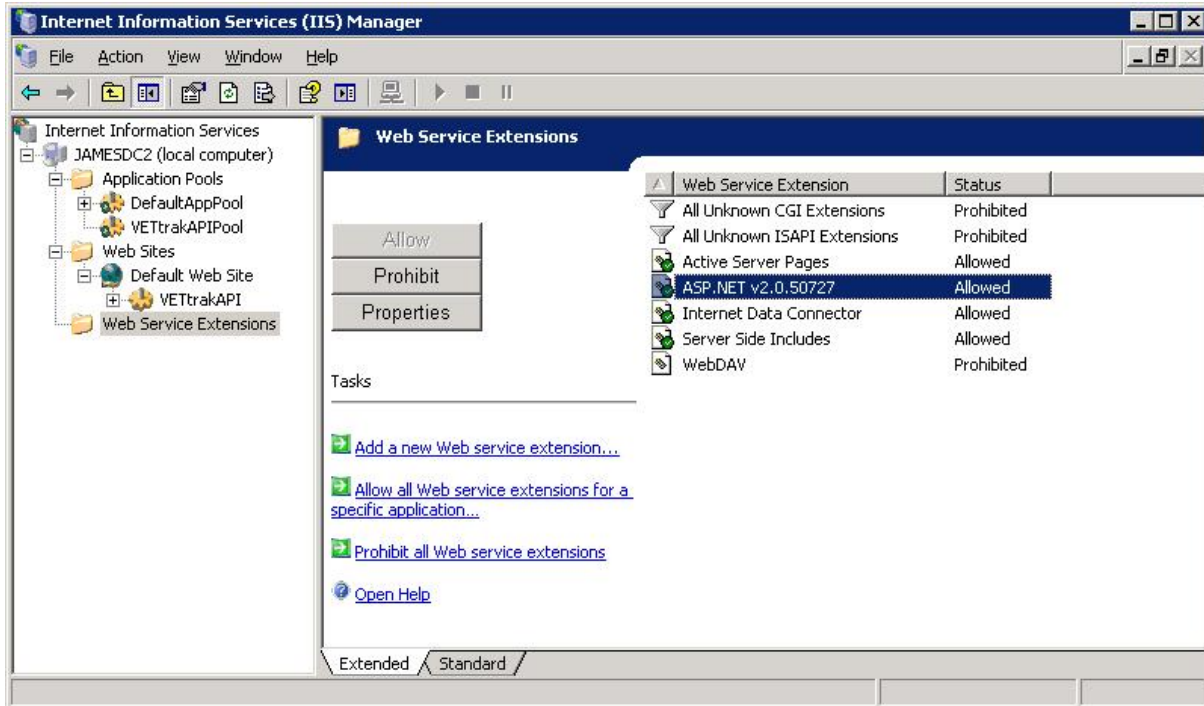 Internet Information Services (IIS) Manager
File Action View Window Help
Internet Information Services
JAMESDC2 (local computer)
Application Pools
DefaultAppPool
VETtrakAPIPool
Web Sites
Default Web Site
VETtrakAPI
Web Service Extensions
Web Service Extensions
Allow
Prohibit
Properties
Tasks
Add a new Web service extension...
Allow all Web service extensions for a
specific application...
Prohibit all Web service extensions
Open Help
Web Service Extension Status
All Unknown CGI Extensions Prohibited
All Unknown ISAPI Extensions Prohibited
Active Server Pages Allowed
ASP.NET v2.0.50727 Allowed
Internet Data Connector Allowed
Server Side Includes Allowed
WebDAV Prohibited
Extended Standard